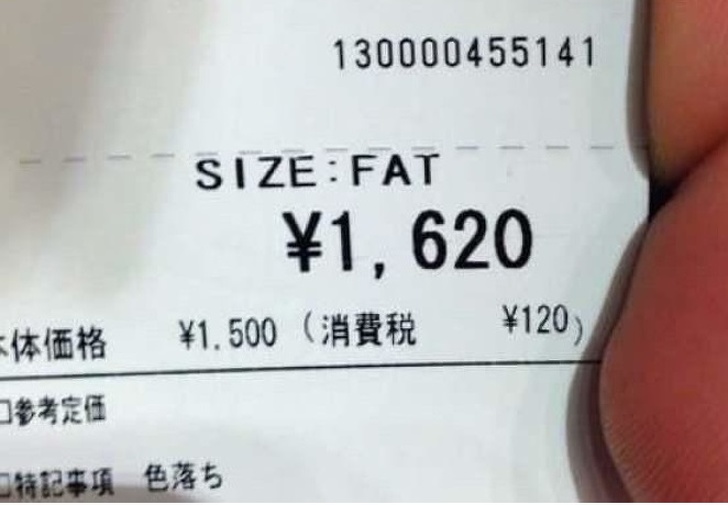 130000455141
SIZE:FAT
¥1,620
本体価格 ¥1.500 (消費税 ¥120)
□参考定価
□特記事項 色落ち